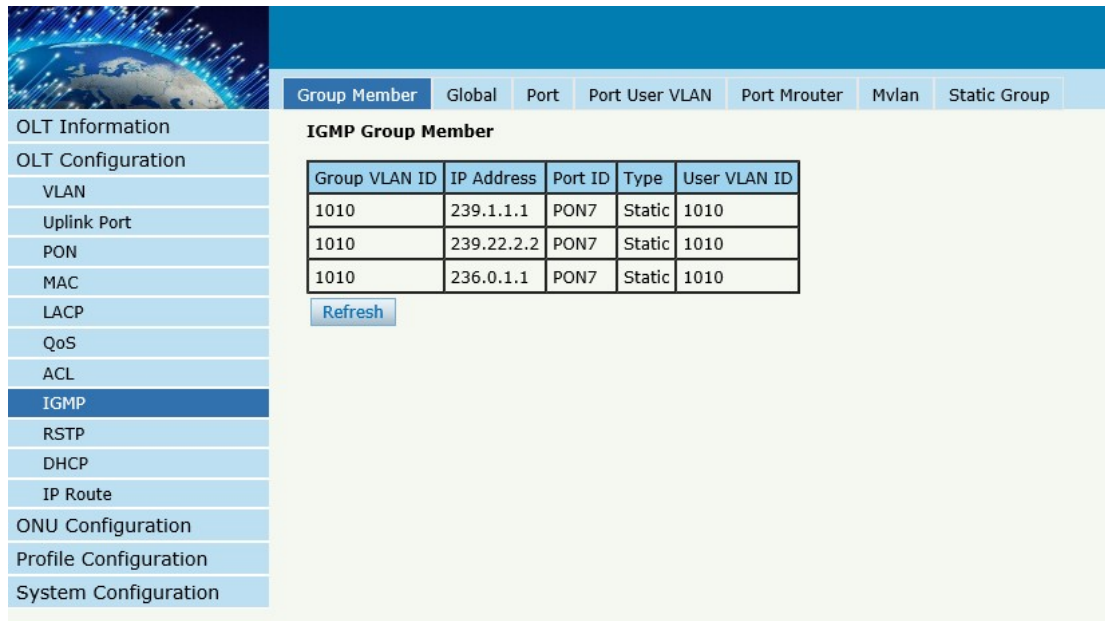 Group Member Global Port Port User VLAN Port Mrouter Mvlan Static Group
OLT Information
OLT Configuration
VLAN
Uplink Port
PON
MAC
LACP
QoS
ACL
IGMP
RSTP
DHCP
IP Route
ONU Configuration
Profile Configuration
System Configuration
IGMP Group Member
Group VLAN ID IP Address Port ID Type User VLAN ID
1010 239.1.1.1 PON7 Static 1010
1010 239.22.2.2 PON7 Static 1010
1010 236.0.1.1 PON7 Static 1010
Refresh